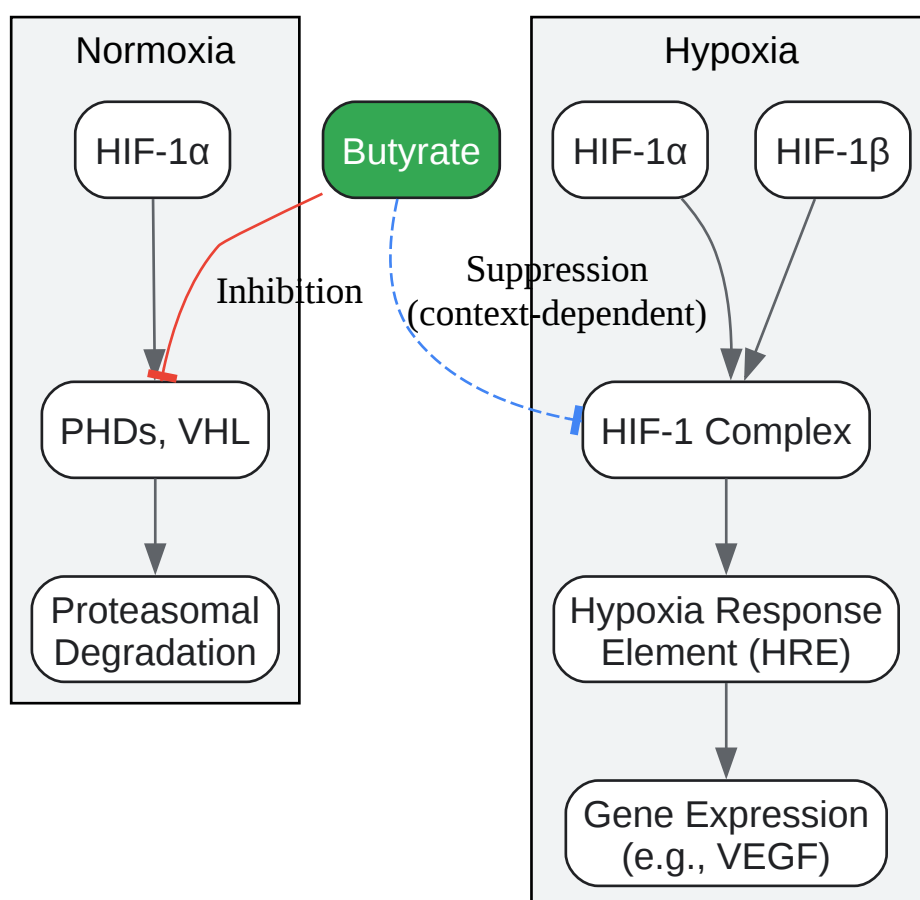 Normoxia
HIF-1α
PHDs, VHL
Proteasomal
Degradation
Butyrate
Inhibition
Suppression
(context-dependent)
Hypoxia
HIF-1α
HIF-1β
HIF-1 Complex
Hypoxia Response
Element (HRE)
Gene Expression
(e.g., VEGF)